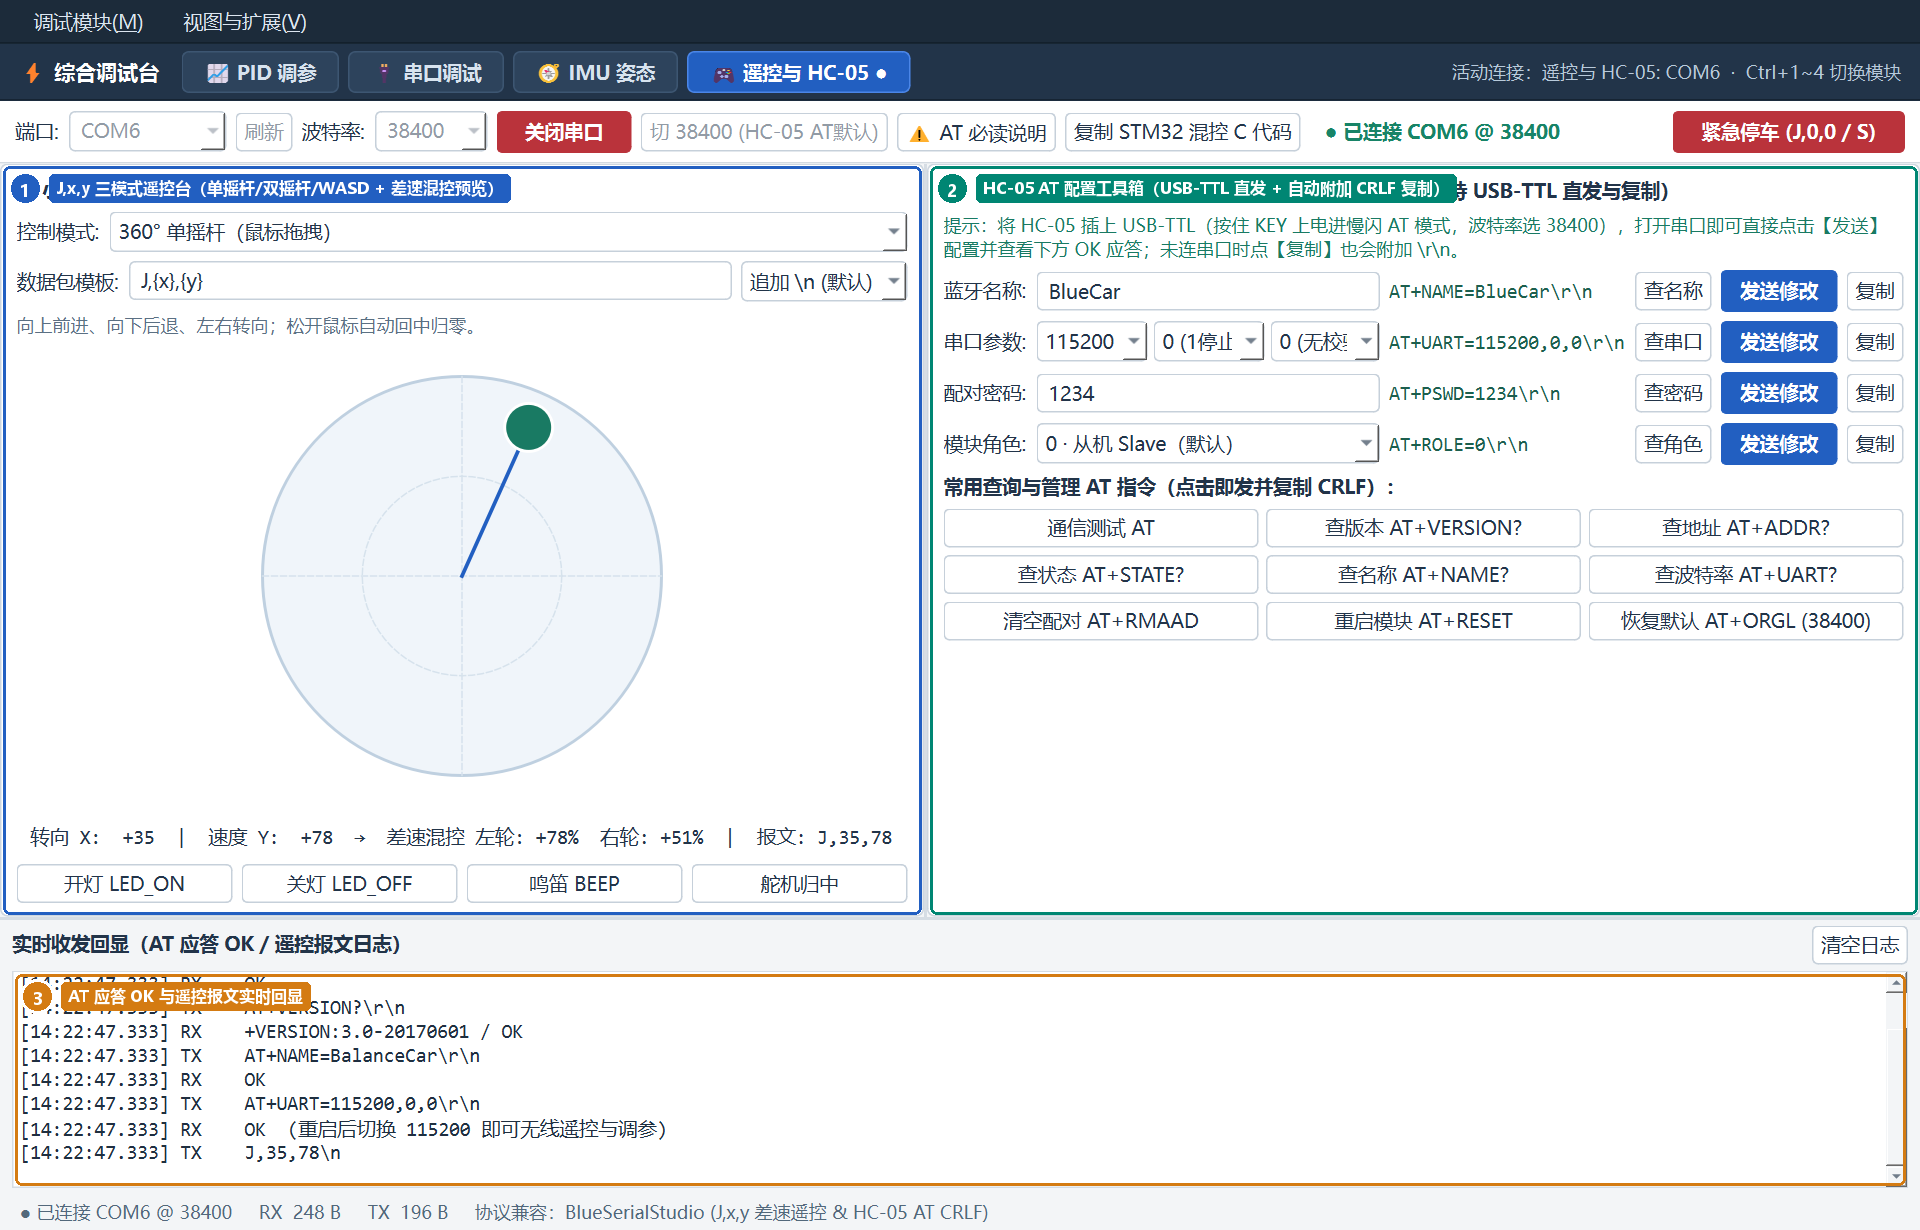 调试模块(M) 视图与扩展(V)
综合调试台 PID 调参 串口调试 IMU 姿态 遥控与 HC-05 ● 活动连接：遥控与 HC-05: COM6 · Ctrl+1~4 切换模块
端口: COM6 刷新 波特率: 38400 关闭串口 切 38400 (HC-05 AT默认) AT 必读说明 复制 STM32 混控 C 代码 ● 已连接 COM6 @ 38400 紧急停车 (J,0,0 / S)
1 J,x,y 三模式遥控台（单摇杆/双摇杆/WASD + 差速混控预览）
控制模式: 360° 单摇杆（鼠标拖拽）
数据包模板: J,{x},{y} 追加 \n (默认)
向上前进、向下后退、左右转向；松开鼠标自动回中归零。
转向 X: +35 | 速度 Y: +78 → 差速混控 左轮: +78% 右轮: +51% | 报文: J,35,78
开灯 LED_ON 关灯 LED_OFF 鸣笛 BEEP 舵机归中
2 HC-05 AT 配置工具箱（USB-TTL 直发 + 自动附加 CRLF 复制） USB-TTL 直发与复制)
提示：将 HC-05 插上 USB-TTL（按住 KEY 上电进慢闪 AT 模式，波特率选 38400），打开串口即可直接点击【发送】
配置并查看下方 OK 应答；未连串口时点【复制】也会附加 \r\n。
蓝牙名称: BlueCar AT+NAME=BlueCar\r\n 查名称 发送修改 复制
串口参数: 115200 0 (1停止 0 (无校 AT+UART=115200,0,0\r\n 查串口 发送修改 复制
配对密码: 1234 AT+PSWD=1234\r\n 查密码 发送修改 复制
模块角色: 0 · 从机 Slave（默认） AT+ROLE=0\r\n 查角色 发送修改 复制
常用查询与管理 AT 指令（点击即发并复制 CRLF）:
通信测试 AT 查版本 AT+VERSION? 查地址 AT+ADDR?
查状态 AT+STATE? 查名称 AT+NAME? 查波特率 AT+UART?
清空配对 AT+RMAAD 重启模块 AT+RESET 恢复默认 AT+ORGL (38400)
实时收发回显（AT 应答 OK / 遥控报文日志） 清空日志
3 AT 应答 OK 与遥控报文实时回显
[14:22:47.333] RX +VERSION:3.0-20170601 / OK
[14:22:47.333] TX AT+NAME=BalanceCar\r\n
[14:22:47.333] RX OK
[14:22:47.333] TX AT+UART=115200,0,0\r\n
[14:22:47.333] RX OK （重启后切换 115200 即可无线遥控与调参）
[14:22:47.333] TX J,35,78\n
● 已连接 COM6 @ 38400 RX 248 B TX 196 B 协议兼容：BlueSerialStudio (J,x,y 差速遥控 & HC-05 AT CRLF)